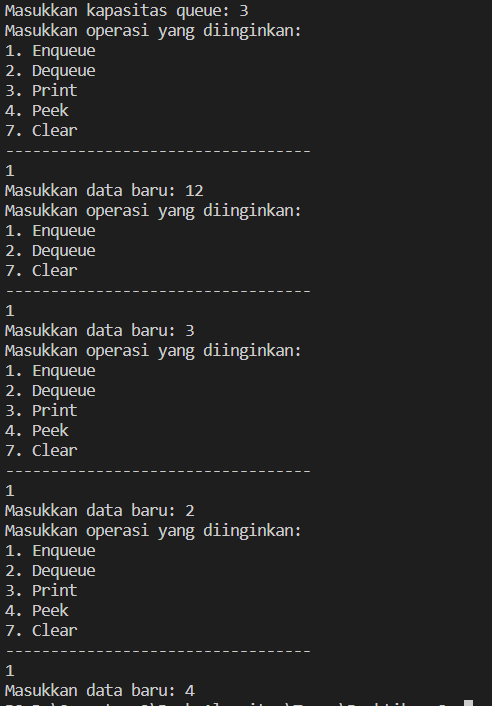 Masukkan kapasitas queue: 3
Masukkan operasi yang diinginkan:
1. Enqueue
2. Dequeue
3. Print
4. Peek
7. Clear
----------------------------------
1
Masukkan data baru: 12
Masukkan operasi yang diinginkan:
1. Enqueue
2. Dequeue
7. Clear
----------------------------------
1
Masukkan data baru: 3
Masukkan operasi yang diinginkan:
1. Enqueue
2. Dequeue
3. Print
4. Peek
7. Clear
----------------------------------
1
Masukkan data baru: 2
Masukkan operasi yang diinginkan:
1. Enqueue
2. Dequeue
3. Print
4. Peek
7. Clear
----------------------------------
1
Masukkan data baru: 4